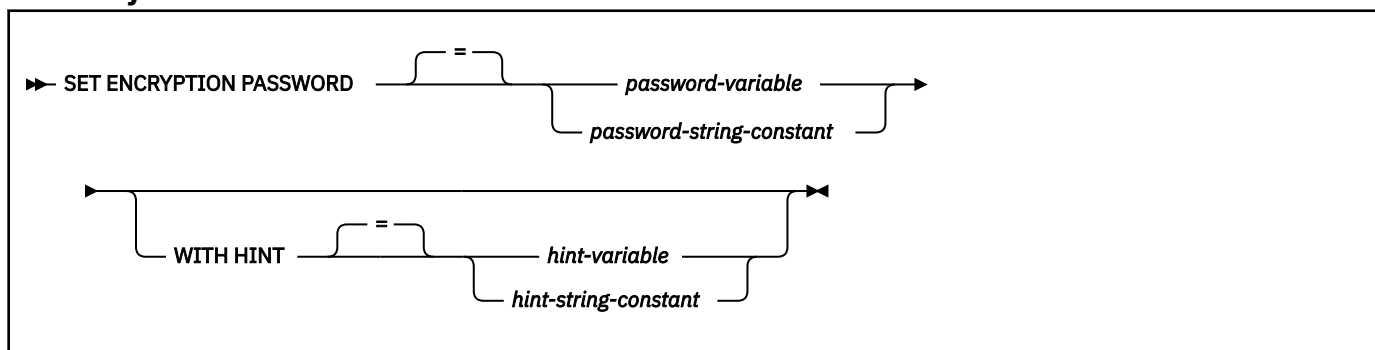 =
SET ENCRYPTION PASSWORD password-variable
password-string-constant
=
WITH HINT hint-variable
hint-string-constant